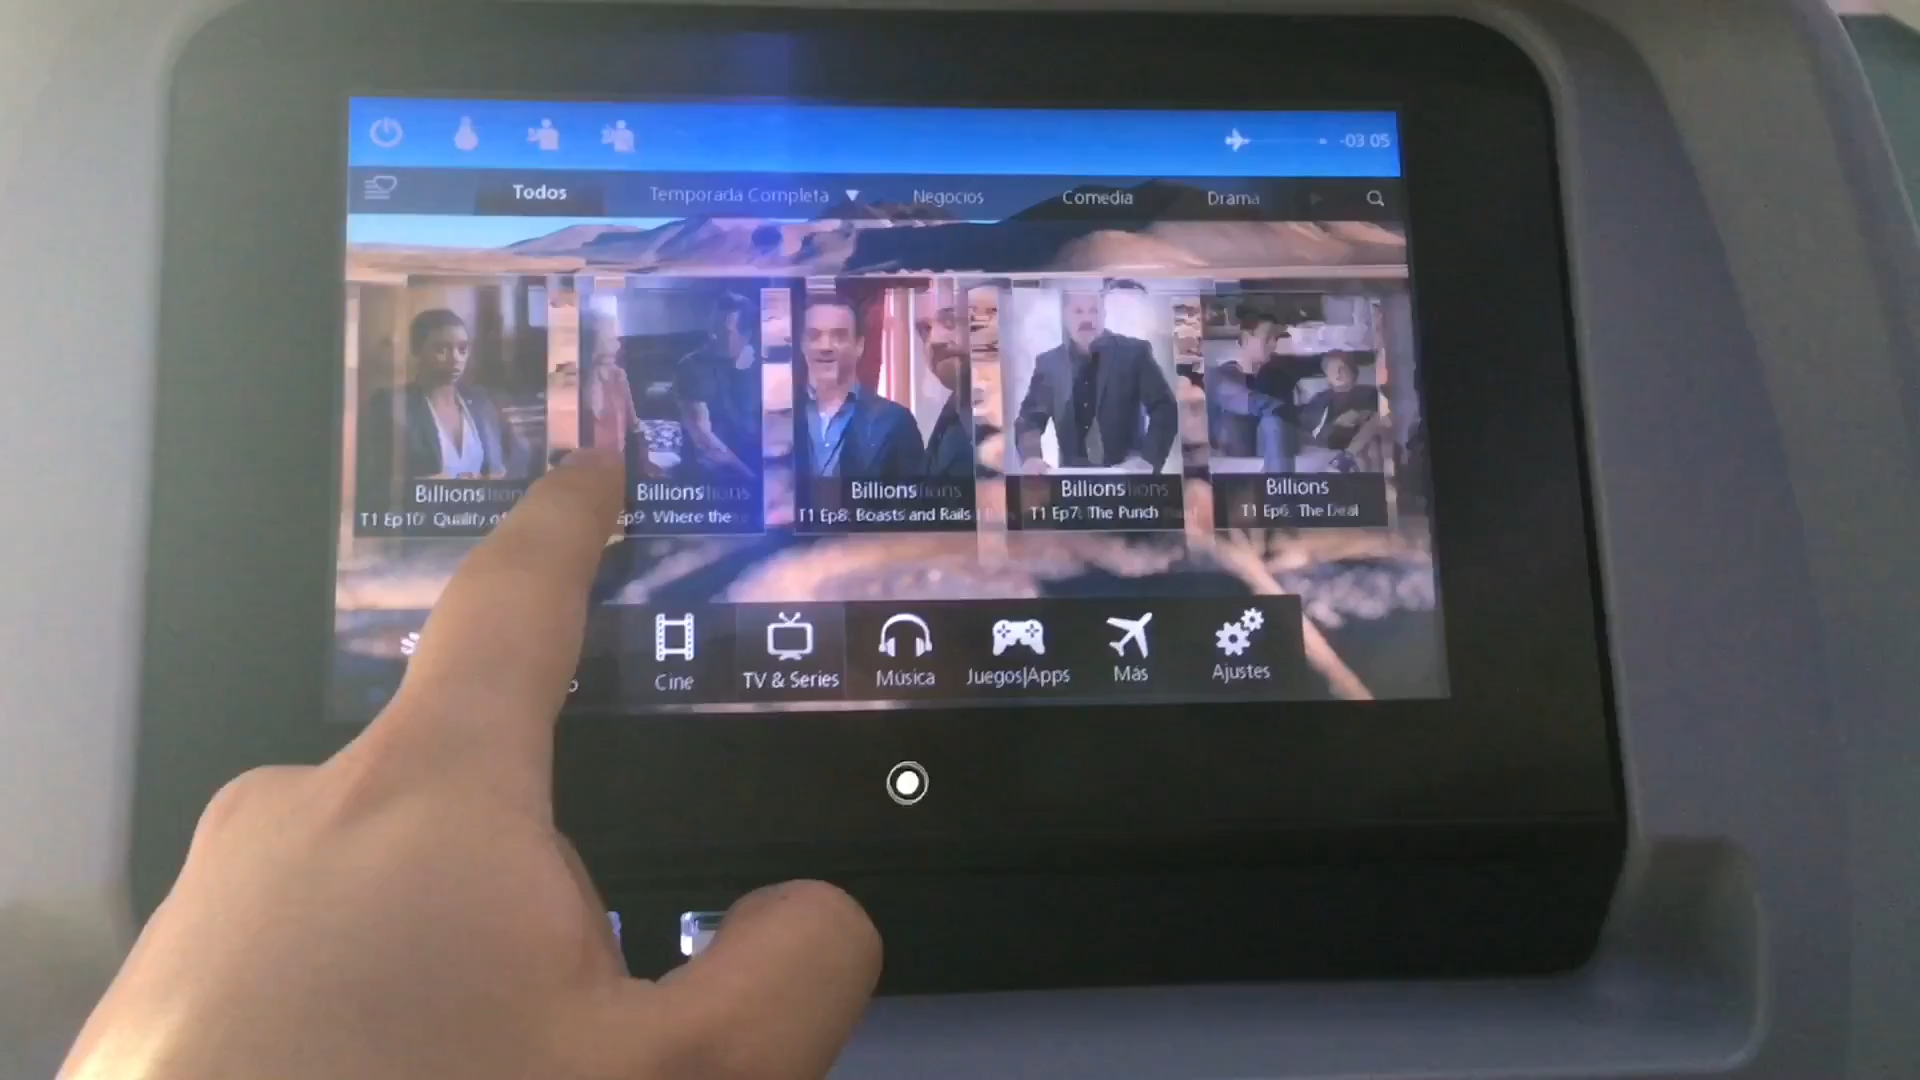 -03 05
Todos
Temporada Completa
Negocios
Comedia
Drama
Billions
T1 Ep10 Quality of
Billions
Ep9 Where the
Billions
T1 Ep8: Boasts and Rails
Billions
T1 Ep7: The Punch
Billions
T1 Ep6 The Deal
Cine
TV & Series
Música
Juegos|Apps
Más
Ajustes